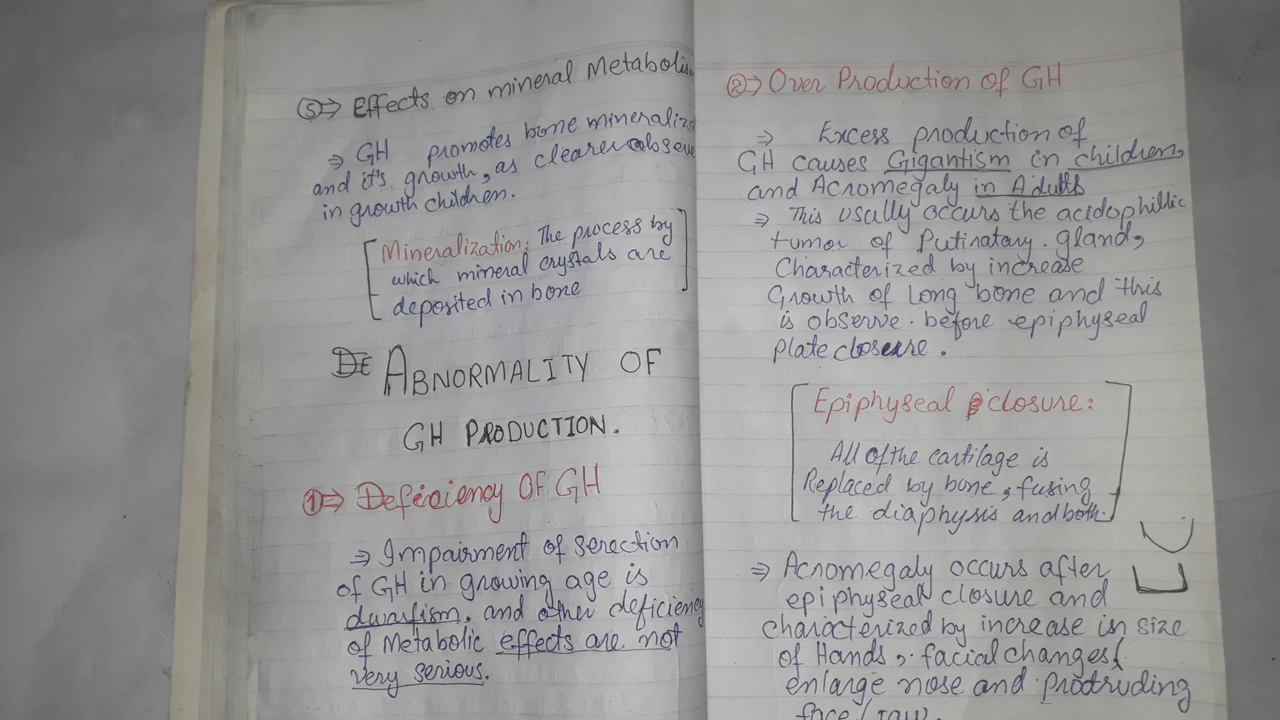 ⑤⇒ Effects on mineral Metabolism
⇒ GH promotes bone mineraliz
and it's growth, as clearer observe
in growth children.
[Mineralization: The process by
which mineral crystals are
deposited in bone]
ABNORMALITY OF
GH PRODUCTION.
①⇒ Deficiency OF GH
⇒ Impairment of serection
of GH in growing age is
dwarfism, and other deficiency
of Metabolic effects are not
very serious.
②⇒ Over Production of GH
⇒ Excess production of
GH causes Gigantism in children,
and Acromegaly in Adults
⇒ This usally occurs the acidophillic
tumor of Putinatary. gland,
Characterized by increase
Growth of Long bone and this
is observe. before epiphyseal
plate closure.
[Epiphyseal closure:
All of the cartilage is
Replaced by bone, fusing
the diaphysis and both.]
⇒ Acromegaly occurs after
epiphyseal closure and
characterized by increase in size
of Hands, facial changes
enlarge nose and protruding
face/Jaw.